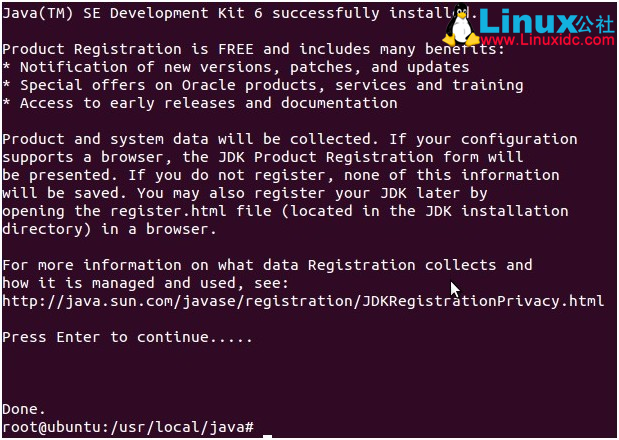 Java(TM) SE Development Kit 6 successfully installed.
Linux公社
www.Linuxidc.com
Product Registration is FREE and includes many benefits:
* Notification of new versions, patches, and updates
* Special offers on Oracle products, services and training
* Access to early releases and documentation
Product and system data will be collected. If your configuration
supports a browser, the JDK Product Registration form will
be presented. If you do not register, none of this information
will be saved. You may also register your JDK later by
opening the register.html file (located in the JDK installation
directory) in a browser.
For more information on what data Registration collects and
how it is managed and used, see:
http://java.sun.com/javase/registration/JDKRegistrationPrivacy.html
Press Enter to continue.....
Done.
root@ubuntu:/usr/local/java#